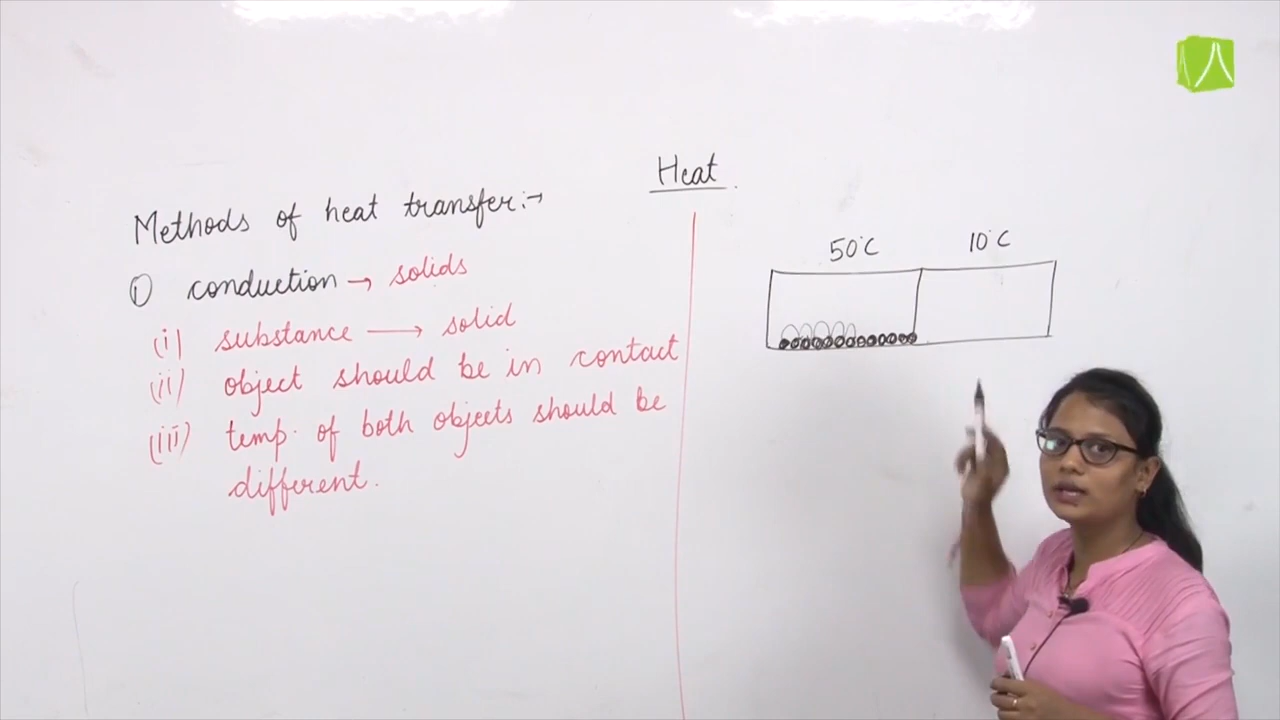 Heat
Methods of heat transfer:→
① conduction → solids
(i) substance → solid
(ii) object should be in contact
(iii) temp. of both objects should be
different.
50°C
10°C